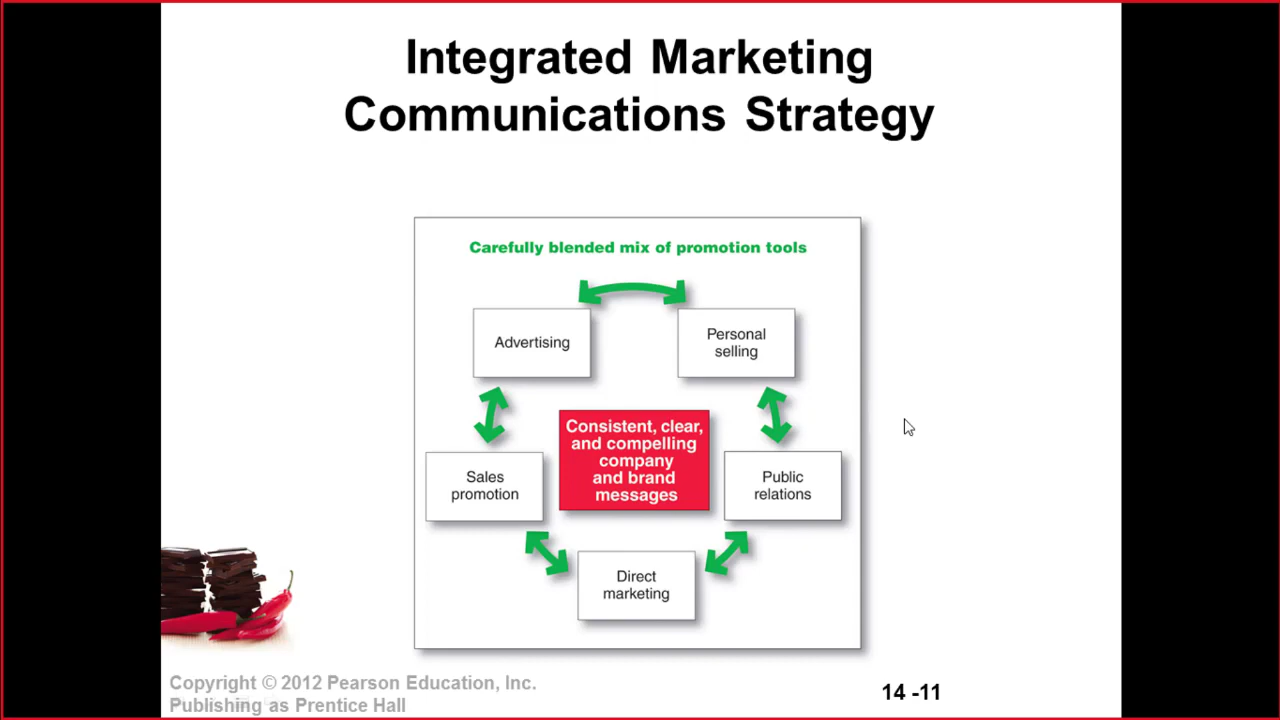 Integrated Marketing
Communications Strategy
Carefully blended mix of promotion tools
Advertising
Personal
selling
Consistent, clear,
and compelling
company
and brand
messages
Sales
promotion
Public
relations
Direct
marketing
Copyright © 2012 Pearson Education, Inc.
Publishing as Prentice Hall
14 -11